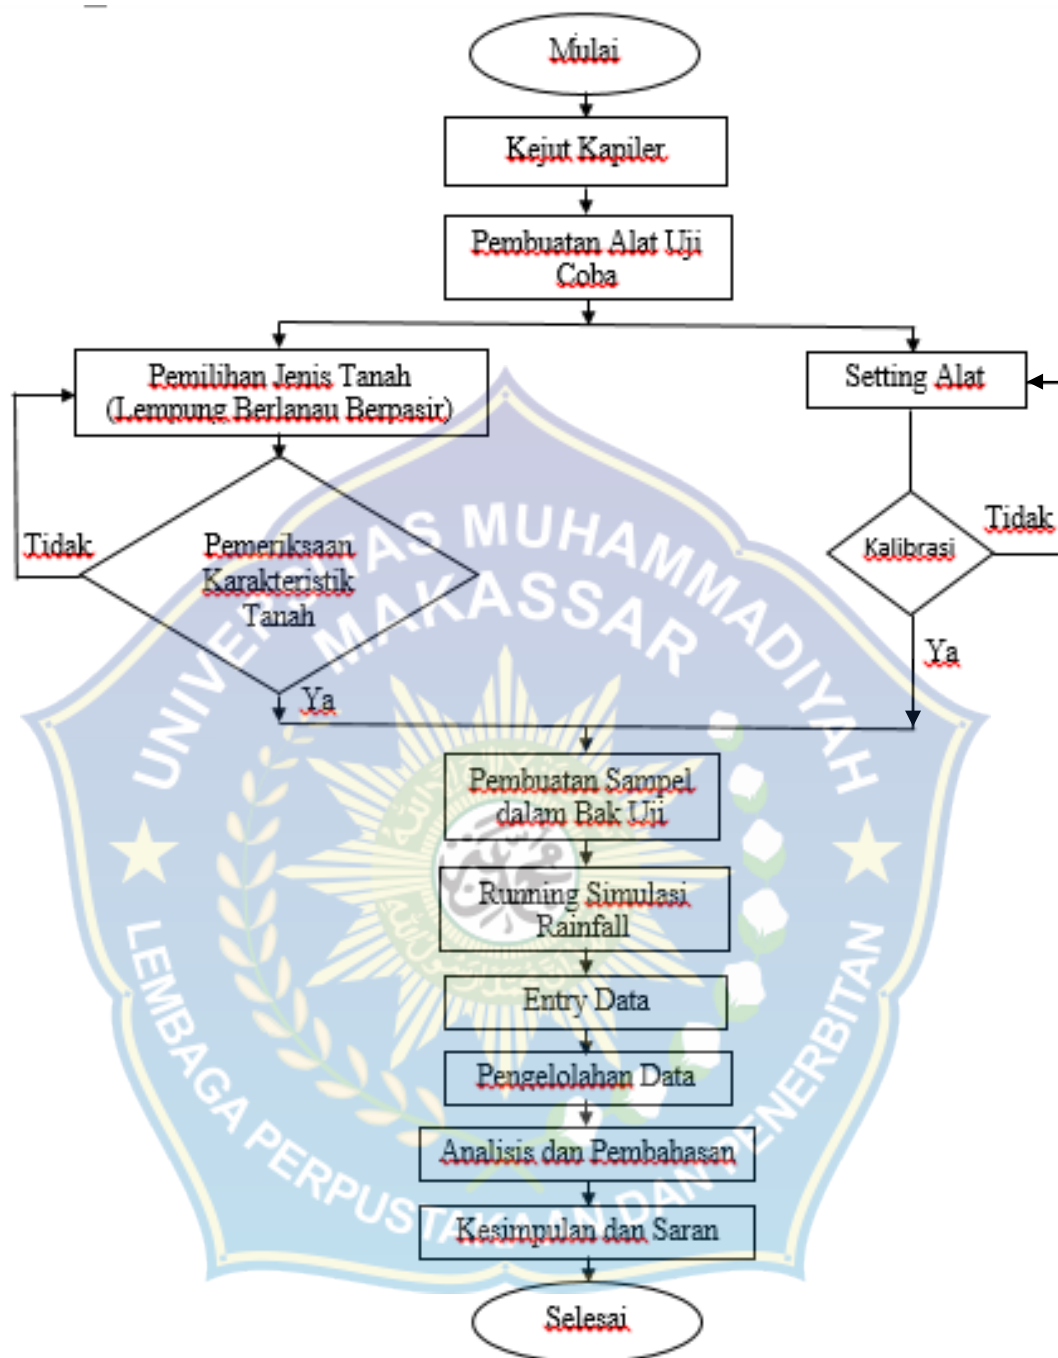 Mulai
Kejut Kapiler
Pembuatan Alat Uji
Coba
Pemilihan Jenis Tanah
(Lempung Berlanau Berpasir)
Setting Alat
Tidak
Pemeriksaan
Karakteristik
Tanah
Kalibrasi
Tidak
Ya
Ya
UNIVERSITAS MUHAMMADIYAH
MAKASSAR
Pembuatan Sampel
dalam Bak Uji
Running Simulasi
Rainfall
Entry Data
Pengelolahan Data
Analisis dan Pembahasan
Kesimpulan dan Saran
Selesai
LEMBAGA PERPUSTAKAAN DAN PENERBITAN